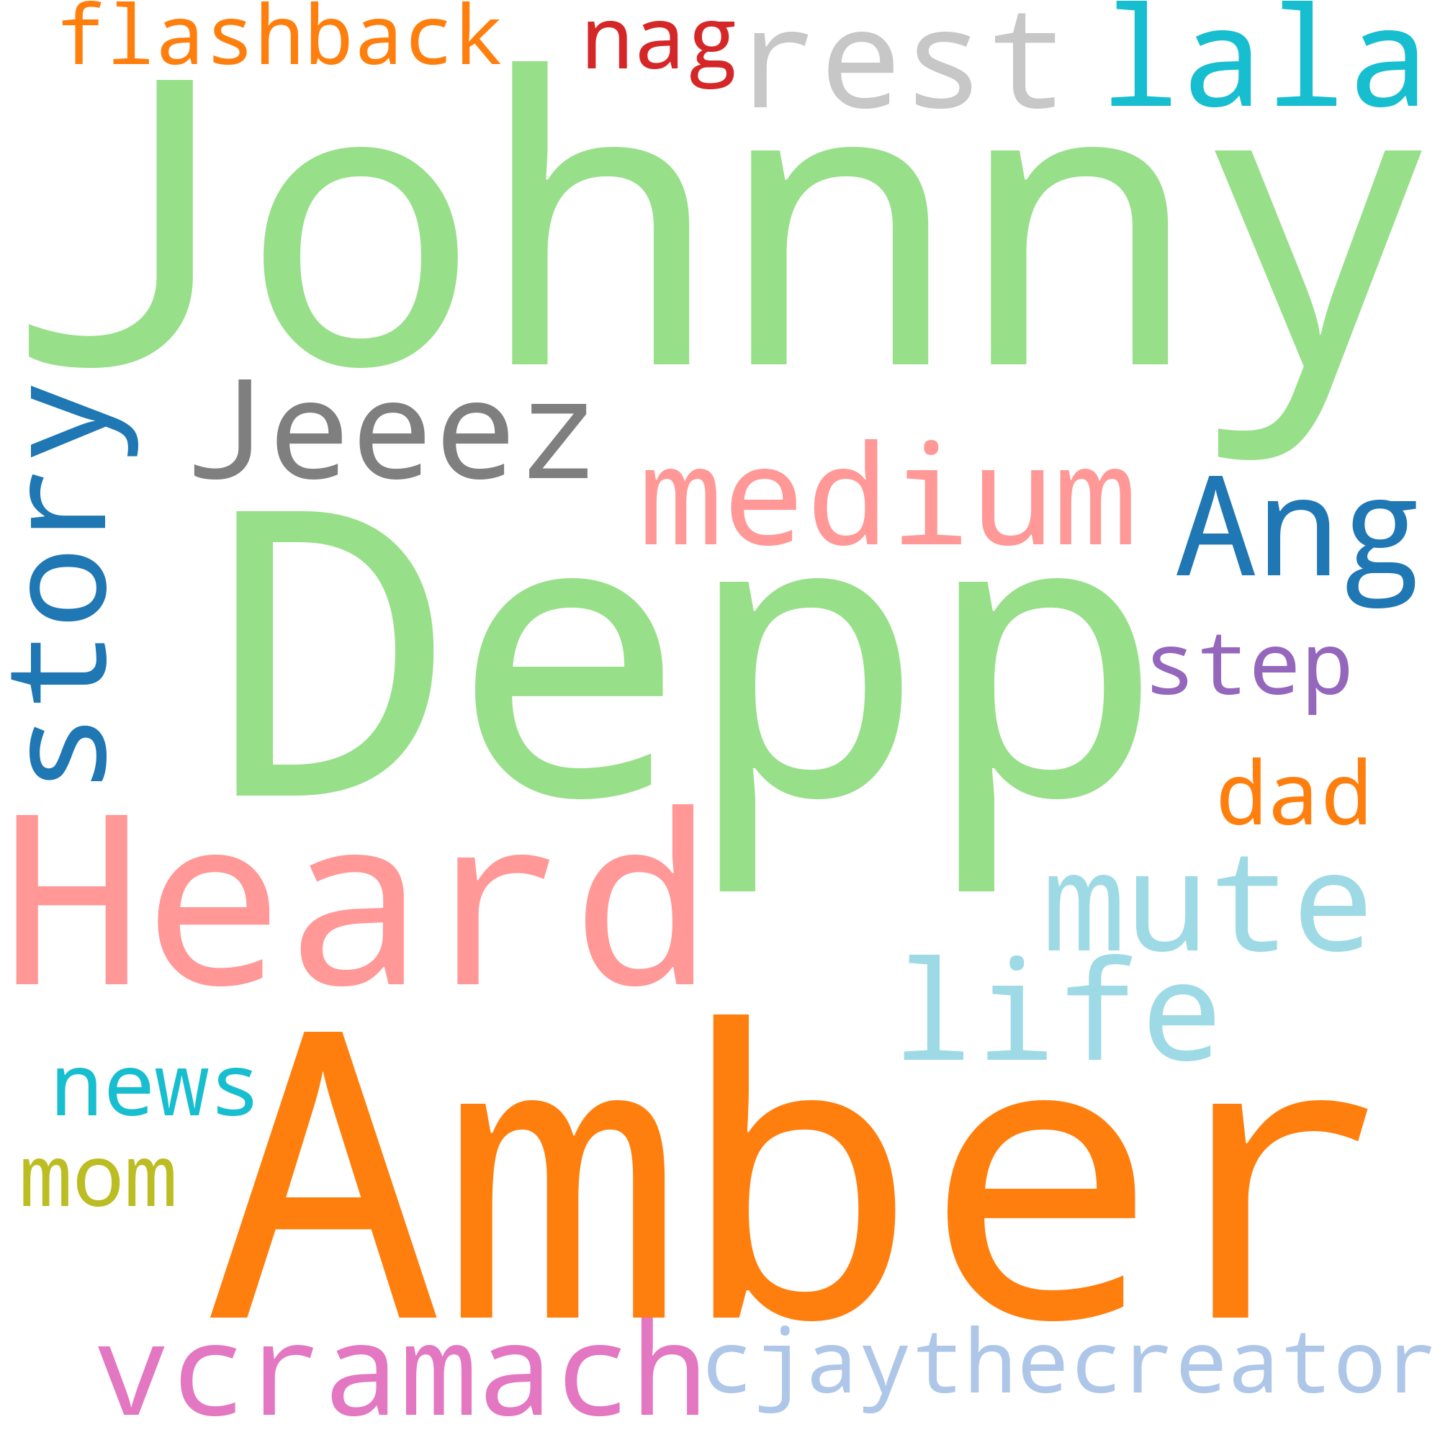 flashback nag rest lala
Johnny
story Jeeez medium Ang
Depp step
dad
Heard mute
life
news
mom Amber
vcramach cjaythecreator